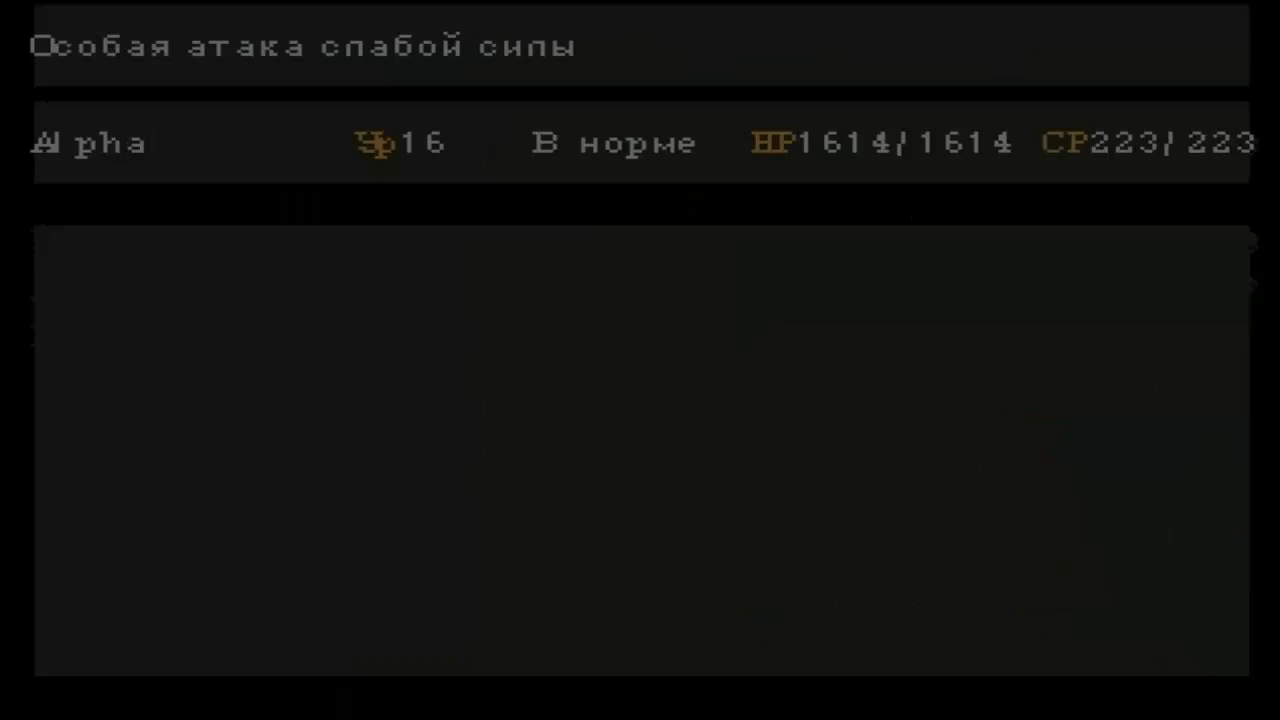 Особая атака слабой силы
Alpha Ур16 В норме HP1614/1614 CP223/223